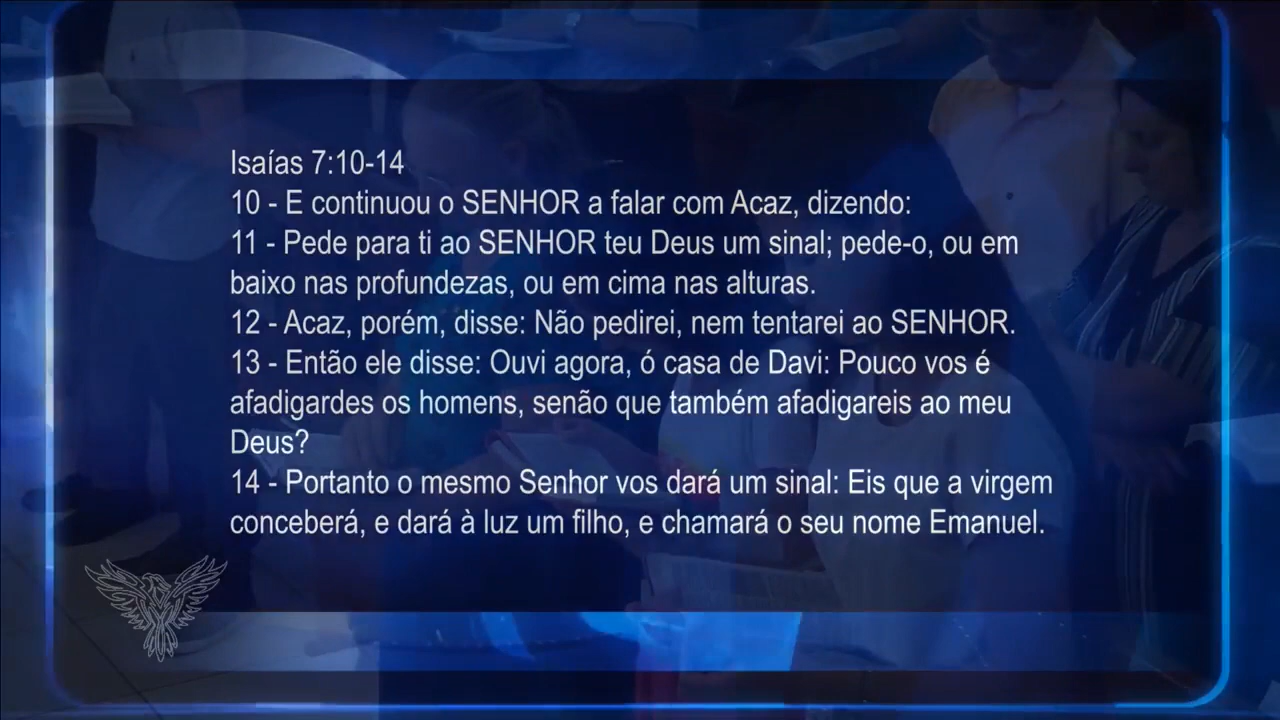 Isaías 7:10-14
10 - E continuou o SENHOR a falar com Acaz, dizendo:
11 - Pede para ti ao SENHOR teu Deus um sinal; pede-o, ou em
baixo nas profundezas, ou em cima nas alturas.
12 - Acaz, porém, disse: Não pedirei, nem tentarei ao SENHOR.
13 - Então ele disse: Ouvi agora, ó casa de Davi: Pouco vos é
afadigardes os homens, senão que também afadigareis ao meu
Deus?
14 - Portanto o mesmo Senhor vos dará um sinal: Eis que a virgem
conceberá, e dará à luz um filho, e chamará o seu nome Emanuel.